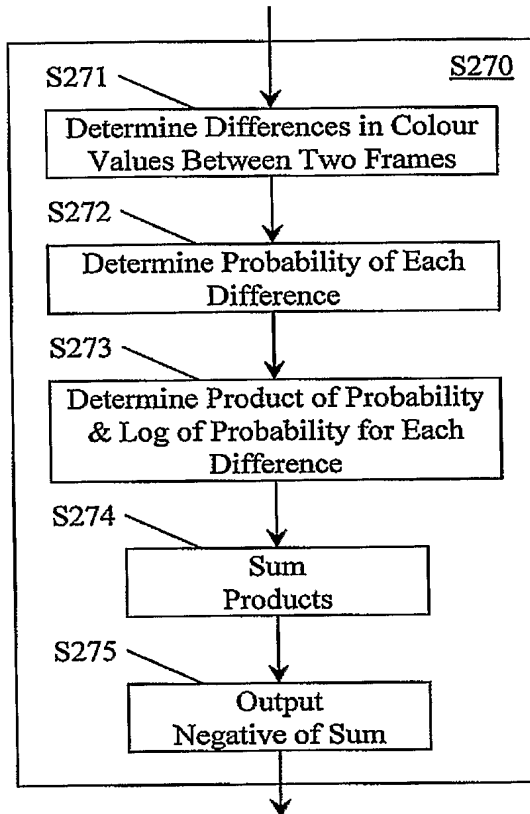 S270
S271
Determine Differences in Colour
Values Between Two Frames
S272
Determine Probability of Each
Difference
S273
Determine Product of Probability
& Log of Probability for Each
Difference
S274
Sum
Products
S275
Output
Negative of Sum